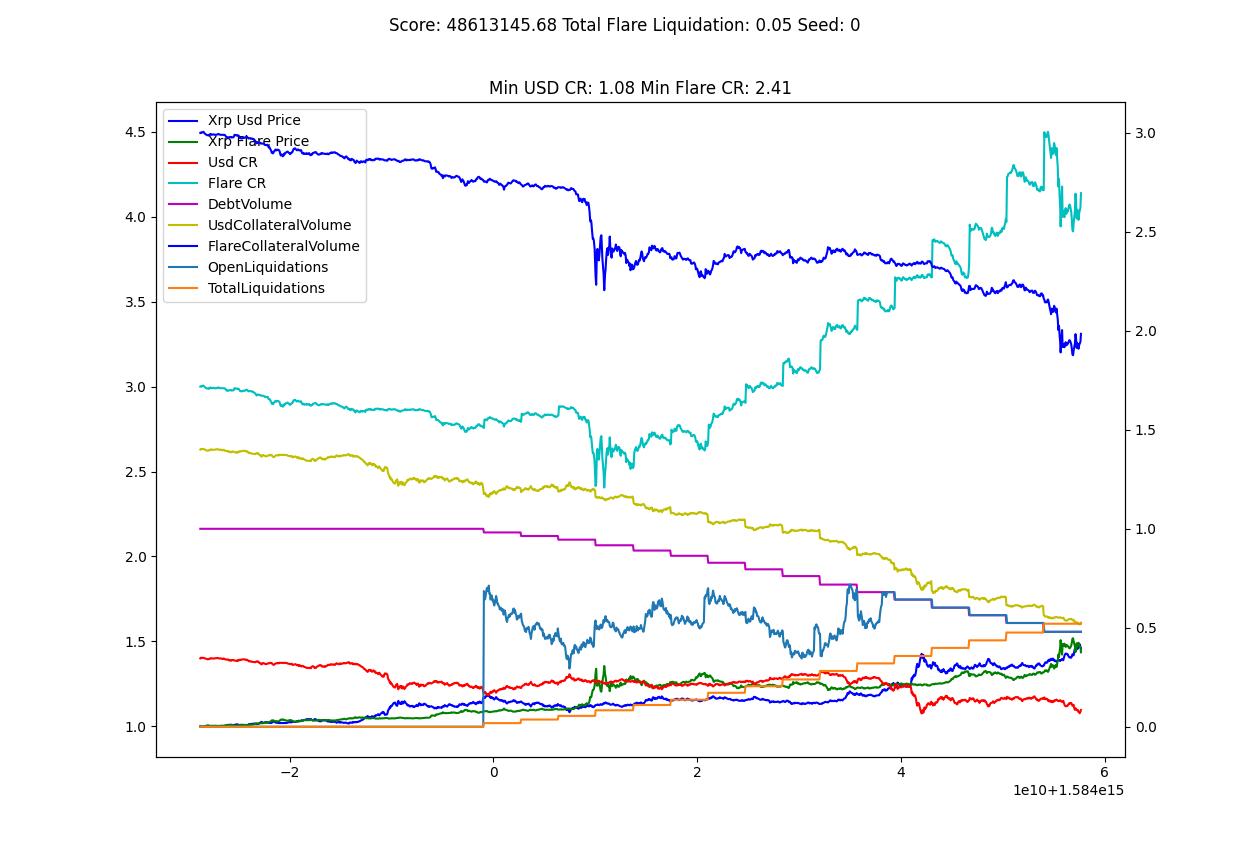 Score: 48613145.68 Total Flare Liquidation: 0.05 Seed: 0
Min USD CR: 1.08 Min Flare CR: 2.41
Xrp Usd Price
Xrp Flare Price
Usd CR
Flare CR
DebtVolume
UsdCollateralVolume
FlareCollateralVolume
OpenLiquidations
TotalLiquidations
4.5
4.0
3.5
3.0
2.5
2.0
1.5
1.0
3.0
2.5
2.0
1.5
1.0
0.5
0.0
−2
0
2
4
6
1e10+1.584e15